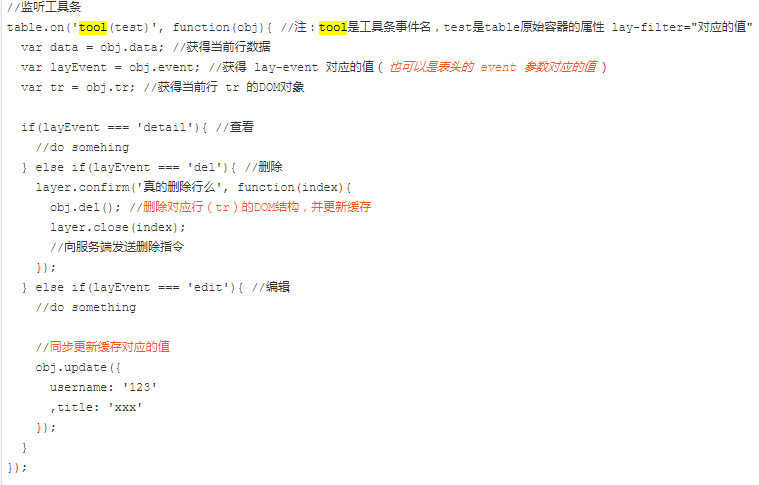 //监听工具条
table.on('tool(test)', function(obj){ //注：tool是工具条事件名，test是table原始容器的属性 lay-filter="对应的值"
  var data = obj.data; //获得当前行数据
  var layEvent = obj.event; //获得 lay-event 对应的值（也可以是表头的 event 参数对应的值）
  var tr = obj.tr; //获得当前行 tr 的DOM对象

  if(layEvent === 'detail'){ //查看
    //do somehing
  } else if(layEvent === 'del'){ //删除
    layer.confirm('真的删除行么', function(index){
      obj.del(); //删除对应行（tr）的DOM结构，并更新缓存
      layer.close(index);
      //向服务端发送删除指令
    });
  } else if(layEvent === 'edit'){ //编辑
    //do something

    //同步更新缓存对应的值
    obj.update({
      username: '123'
      ,title: 'xxx'
    });
  }
});